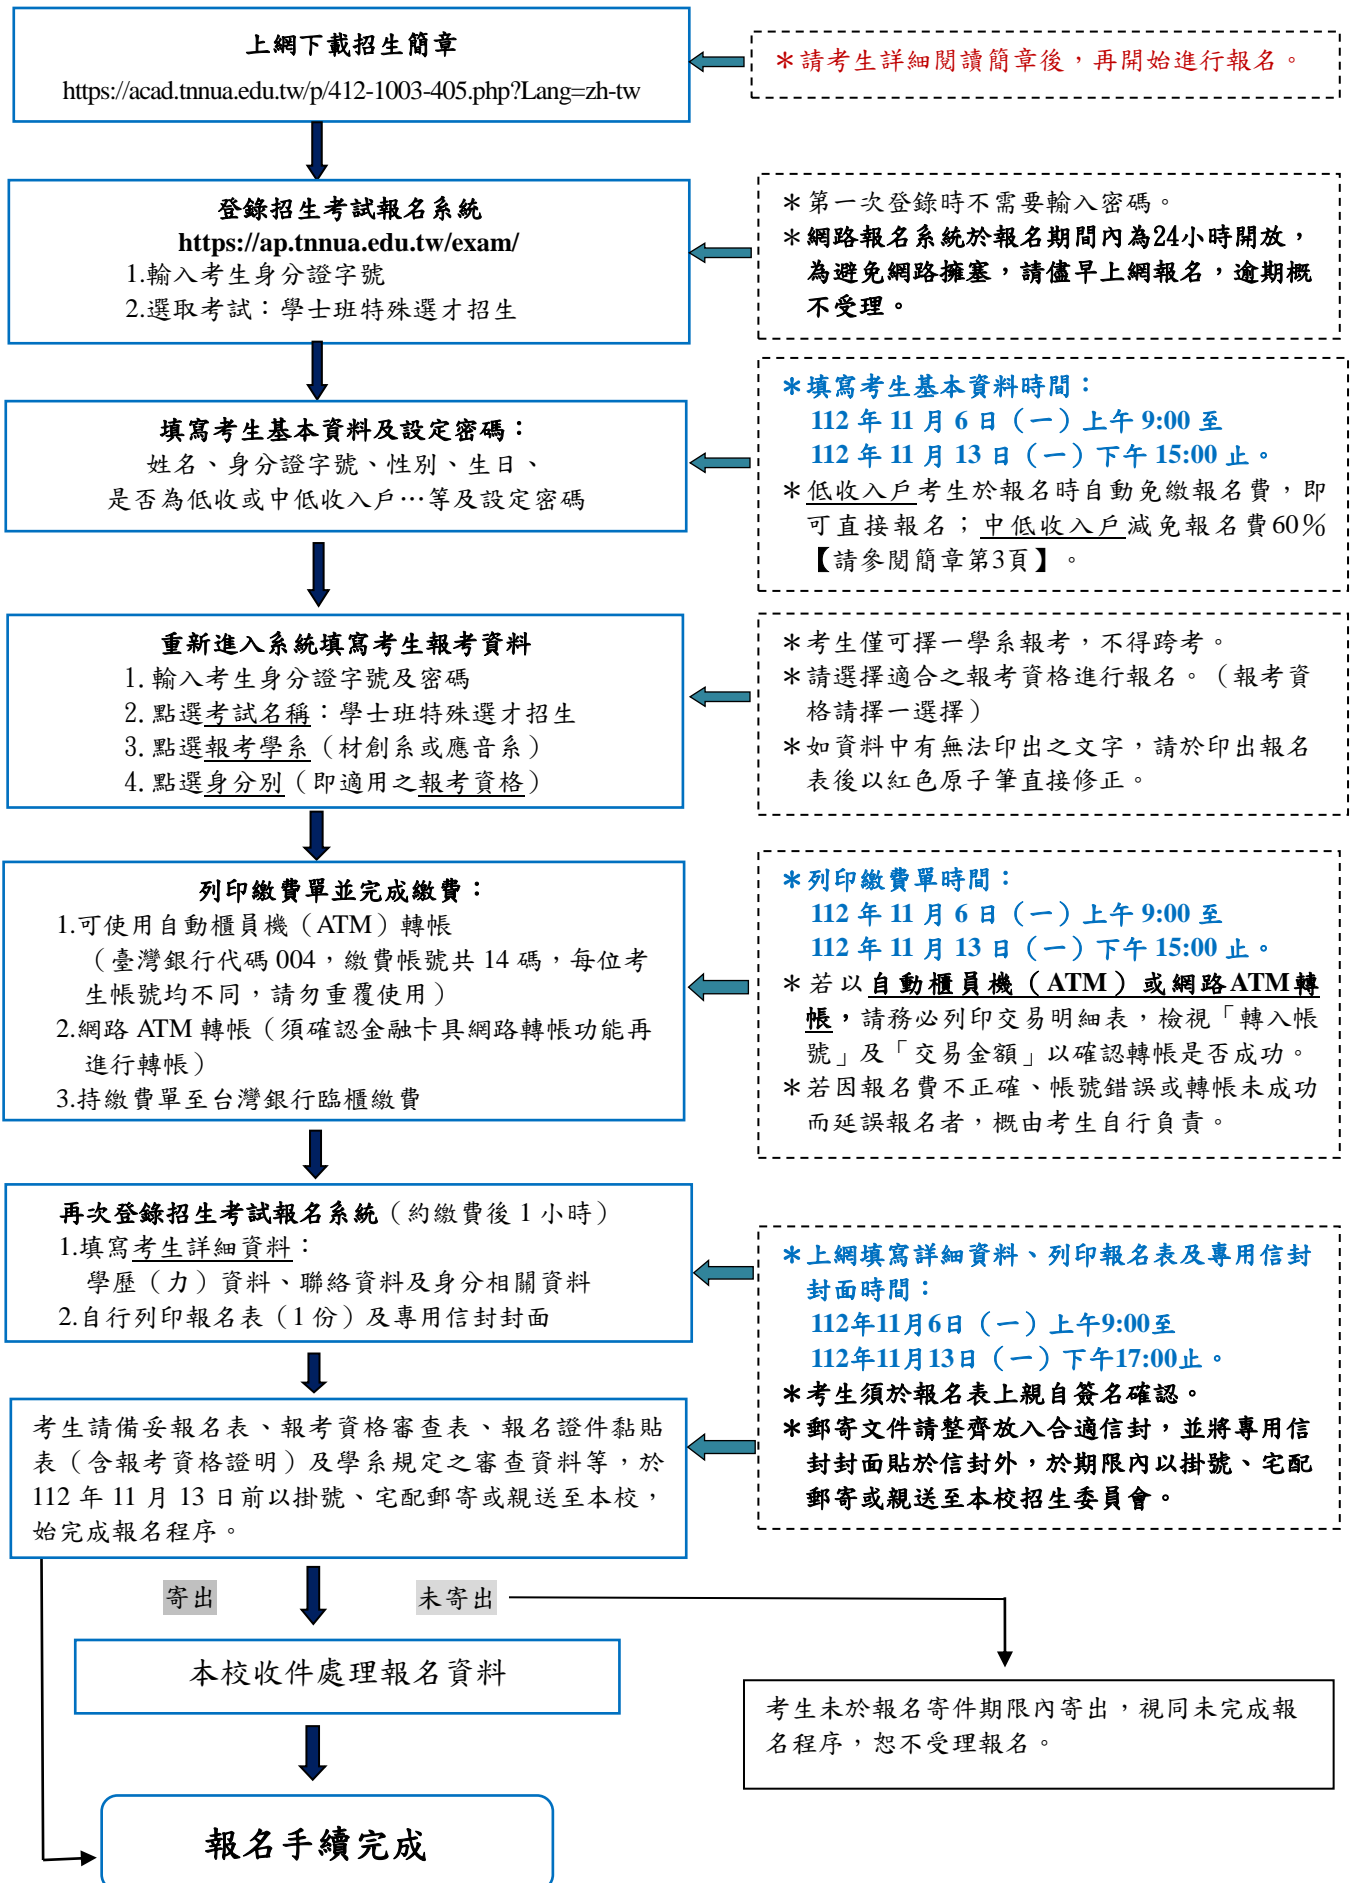 上網下載招生簡章
https://acad.tnnua.edu.tw/p/412-1003-405.php?Lang=zh-tw
＊請考生詳細閱讀簡章後，再開始進行報名。
登錄招生考試報名系統
https://ap.tnnua.edu.tw/exam/
1.輸入考生身分證字號
2.選取考試：學士班特殊選才招生
＊第一次登錄時不需要輸入密碼。
＊網路報名系統於報名期間內為24小時開放，
為避免網路擁塞，請儘早上網報名，逾期概
不受理。
填寫考生基本資料及設定密碼：
姓名、身分證字號、性別、生日、
是否為低收或中低收入戶…等及設定密碼
＊填寫考生基本資料時間：
112 年 11 月 6 日（一）上午 9:00 至
112 年 11 月 13 日（一）下午 15:00 止。
＊低收入戶考生於報名時自動免繳報名費，即
可直接報名；中低收入戶減免報名費60％
【請參閱簡章第3頁】。
重新進入系統填寫考生報考資料
1. 輸入考生身分證字號及密碼
2. 點選考試名稱：學士班特殊選才招生
3. 點選報考學系（材創系或應音系）
4. 點選身分別（即適用之報考資格）
＊考生僅可擇一學系報考，不得跨考。
＊請選擇適合之報考資格進行報名。（報考資
格請擇一選擇）
＊如資料中有無法印出之文字，請於印出報名
表後以紅色原子筆直接修正。
列印繳費單並完成繳費：
1.可使用自動櫃員機（ATM）轉帳
（臺灣銀行代碼 004，繳費帳號共 14 碼，每位考
生帳號均不同，請勿重覆使用）
2.網路 ATM 轉帳（須確認金融卡具網路轉帳功能再
進行轉帳）
3.持繳費單至台灣銀行臨櫃繳費
＊列印繳費單時間：
112 年 11 月 6 日（一）上午 9:00 至
112 年 11 月 13 日（一）下午 15:00 止。
＊若以自動櫃員機（ATM）或網路ATM轉
帳，請務必列印交易明細表，檢視「轉入帳
號」及「交易金額」以確認轉帳是否成功。
＊若因報名費不正確、帳號錯誤或轉帳未成功
而延誤報名者，概由考生自行負責。
再次登錄招生考試報名系統（約繳費後 1 小時）
1.填寫考生詳細資料：
學歷（力）資料、聯絡資料及身分相關資料
2.自行列印報名表（1 份）及專用信封封面
＊上網填寫詳細資料、列印報名表及專用信封
封面時間：
112年11月6日（一）上午9:00至
112年11月13日（一）下午17:00止。
＊考生須於報名表上親自簽名確認。
＊郵寄文件請整齊放入合適信封，並將專用信
封封面貼於信封外，於期限內以掛號、宅配
郵寄或親送至本校招生委員會。
考生請備妥報名表、報考資格審查表、報名證件黏貼
表（含報考資格證明）及學系規定之審查資料等，於
112 年 11 月 13 日前以掛號、宅配郵寄或親送至本校，
始完成報名程序。
寄出
未寄出
本校收件處理報名資料
考生未於報名寄件期限內寄出，視同未完成報
名程序，恕不受理報名。
報名手續完成